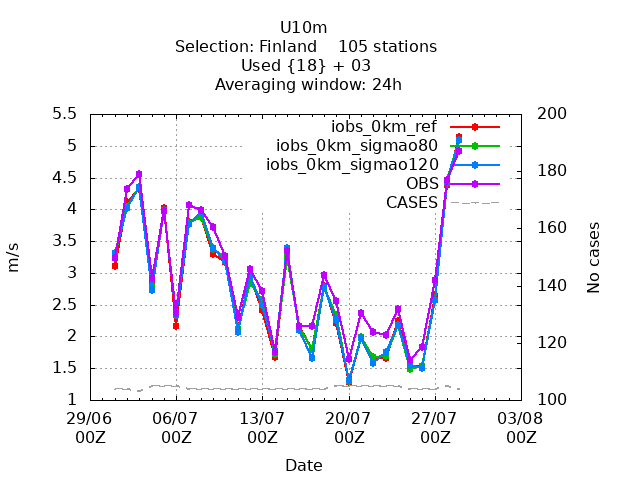 U10m
Selection: Finland    105 stations
Used {18} + 03
Averaging window: 24h
5.5
5
4.5
4
3.5
3
2.5
2
1.5
1
m/s
200
180
160
140
120
100
No cases
iobs_0km_ref
iobs_0km_sigmao80
iobs_0km_sigmao120
OBS
CASES
29/06 06/07 13/07 20/07 27/07 03/08
00Z 00Z 00Z 00Z 00Z 00Z
Date